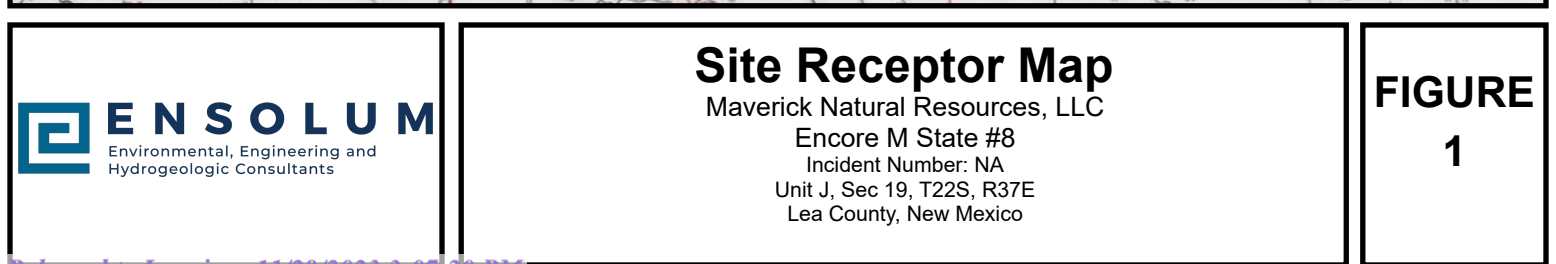 ENSOLUM
Environmental, Engineering and
Hydrogeologic Consultants
Site Receptor Map
Maverick Natural Resources, LLC
Encore M State #8
Incident Number: NA
Unit J, Sec 19, T22S, R37E
Lea County, New Mexico
FIGURE
1